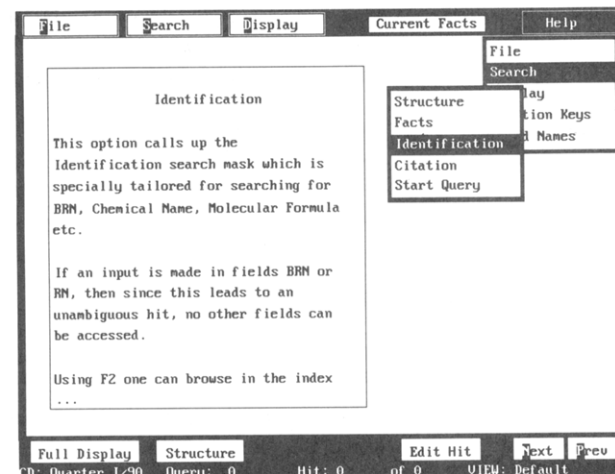 File Search Display Current Facts Help
File
Search
lay
tion Keys
d Names
Structure
Facts
Identification
Citation
Start Query
Identification
This option calls up the
Identification search mask which is
specially tailored for searching for
BRN, Chemical Name, Molecular Formula
etc.
If an input is made in fields BRN or
RN, then since this leads to an
unambiguous hit, no other fields can
be accessed.
Using F2 one can browse in the index
...
Full Display Structure Edit Hit Next Prev
CD: Quarter 1/90 Query: 0 Hit: 0 of 0 VIEW: Default